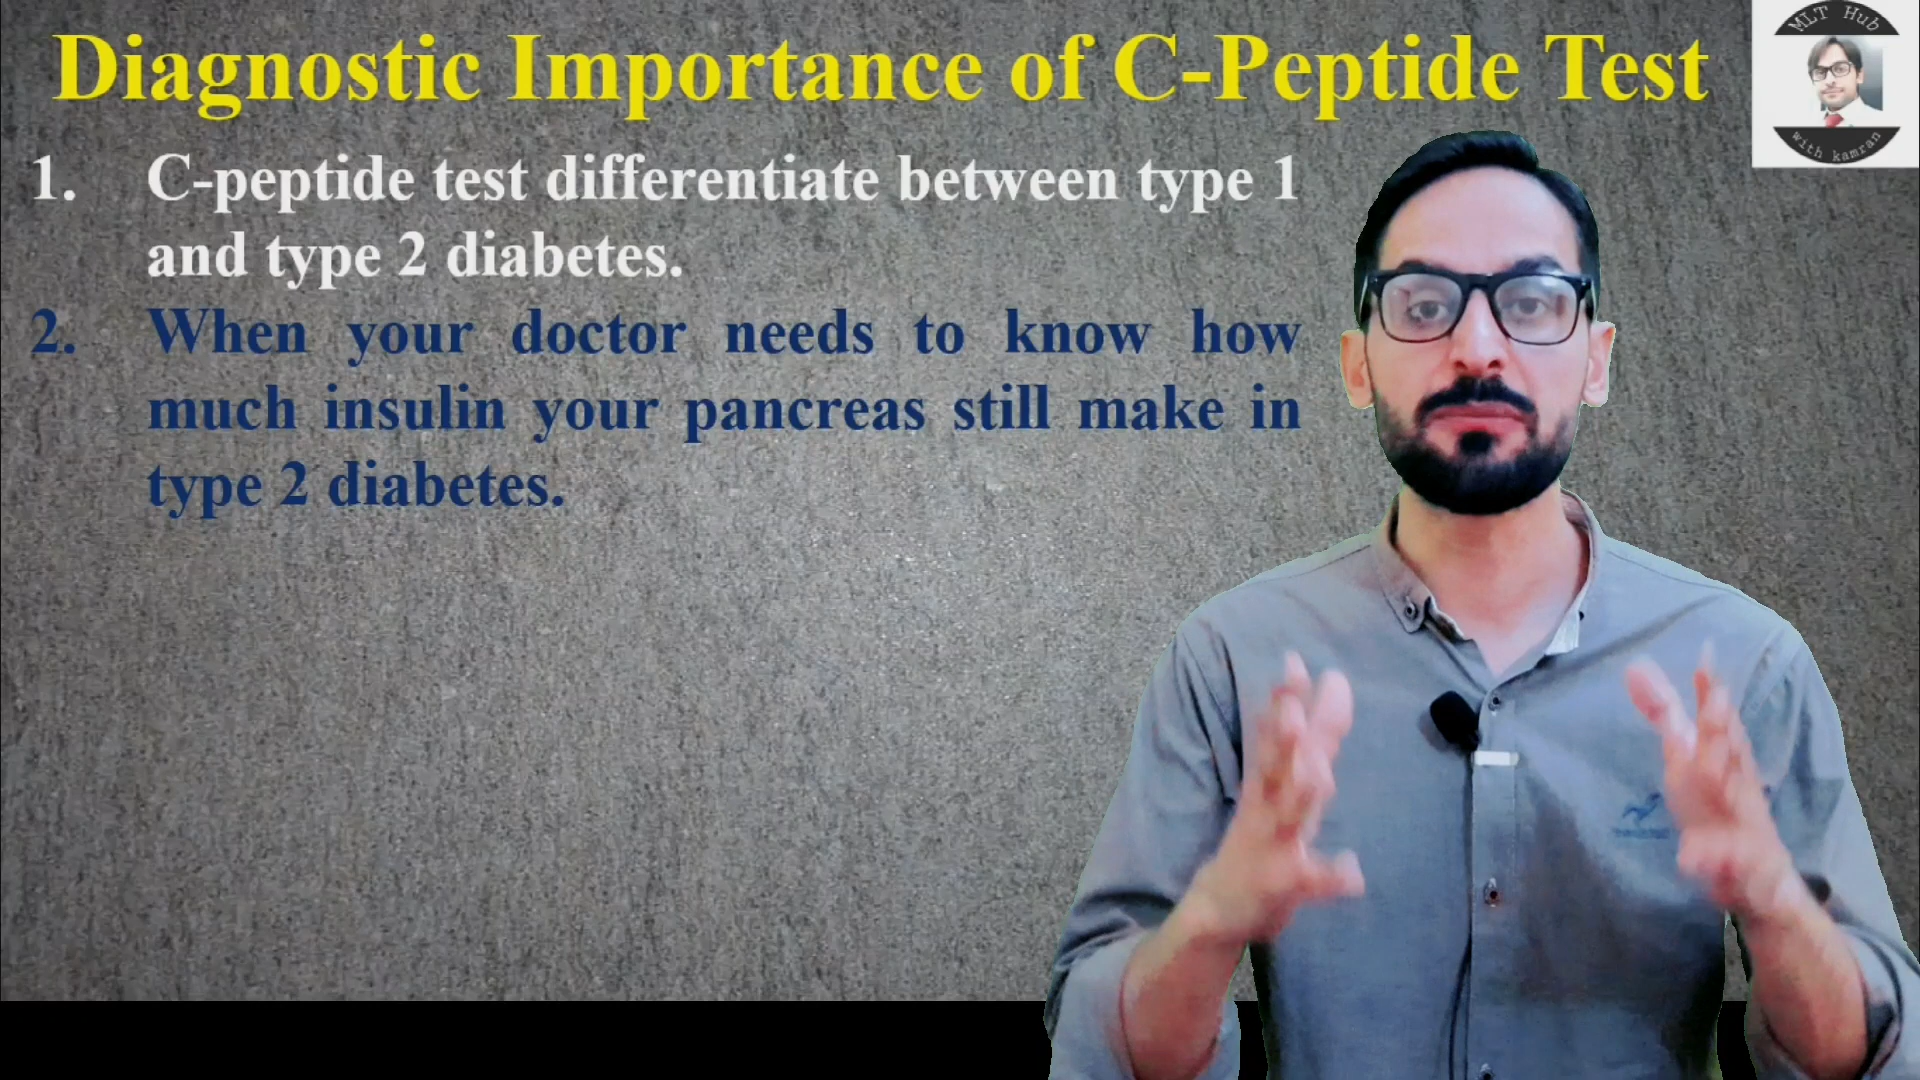 Diagnostic Importance of C-Peptide Test
MLT Hub
with kamran
1. C-peptide test differentiate between type 1
and type 2 diabetes.
2. When your doctor needs to know how
much insulin your pancreas still make in
type 2 diabetes.